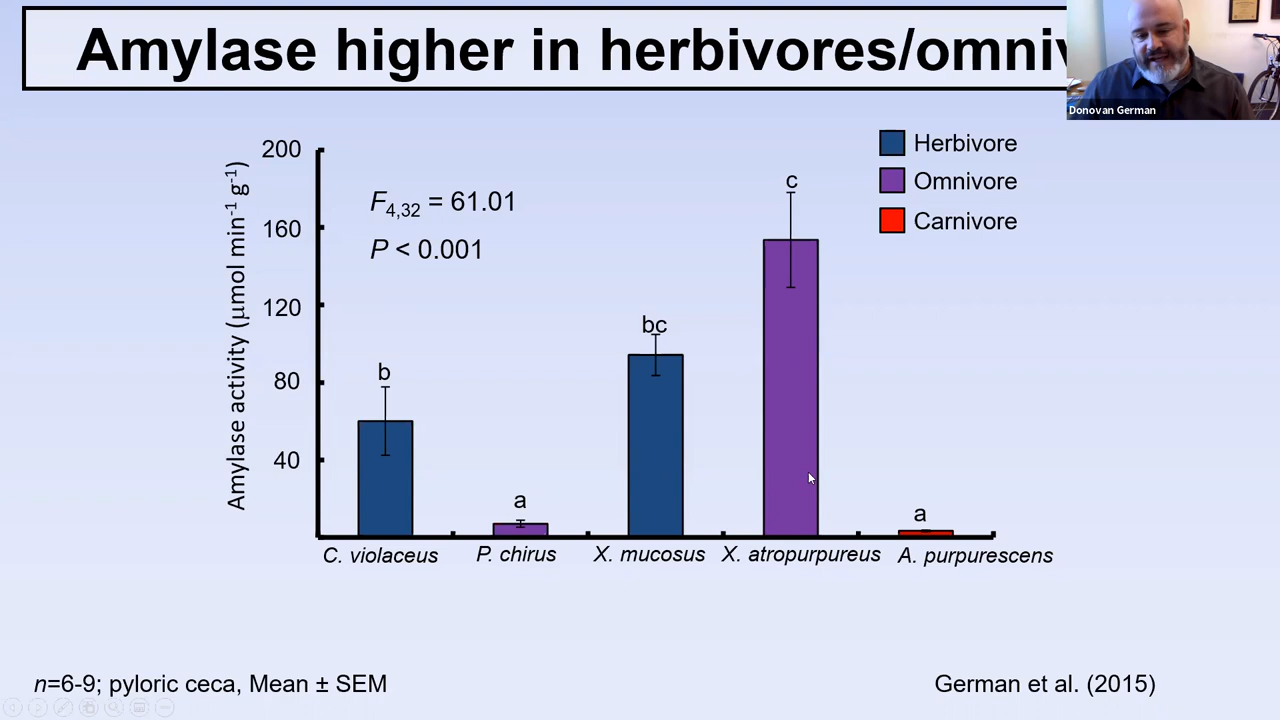 Amylase higher in herbivores/omniv
Donovan German
Herbivore
Omnivore
Carnivore
F4,32 = 61.01
P < 0.001
Amylase activity (μmol min-1 g-1)
200
160
120
80
40
b
a
bc
c
a
C. violaceus
P. chirus
X. mucosus
X. atropurpureus
A. purpurescens
n=6-9; pyloric ceca, Mean ± SEM
German et al. (2015)